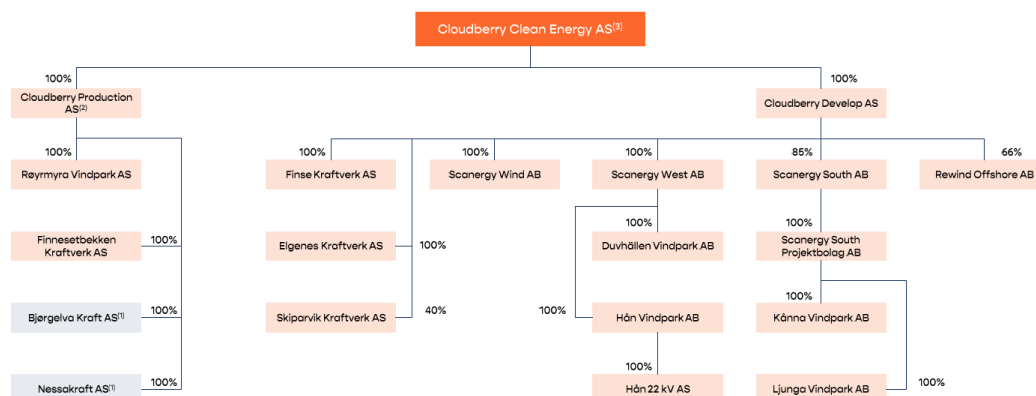 Cloudberry Clean Energy AS(3)
100%
100%
Cloudberry Production
AS(2)
Cloudberry Develop AS
100%
100%
100%
100%
85%
66%
Røyrmyra Vindpark AS
Finse Kraftverk AS
Scanergy Wind AB
Scanergy West AB
Scanergy South AB
Rewind Offshore AB
100%
100%
Finnesetbekken
Kraftverk AS
100%
Elgenes Kraftverk AS
100%
Duvhällen Vindpark AB
Scanergy South
Projektbolag AB
Bjørgelva Kraft AS(1)
100%
Skiparvik Kraftverk AS
40%
100%
Hån Vindpark AB
100%
Kånna Vindpark AB
100%
Nessakraft AS(1)
100%
Hån 22 kV AS
Ljunga Vindpark AB
100%